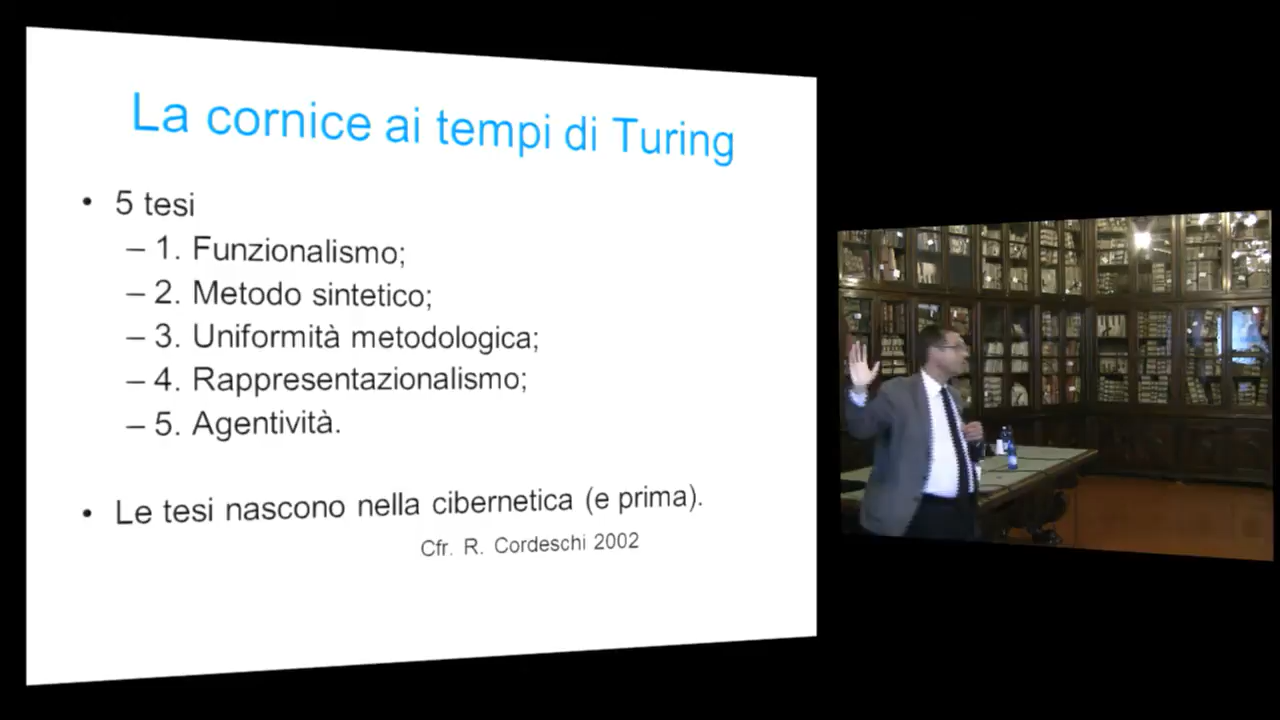 La cornice ai tempi di Turing
• 5 tesi
– 1. Funzionalismo;
– 2. Metodo sintetico;
– 3. Uniformità metodologica;
– 4. Rappresentazionalismo;
– 5. Agentività.
• Le tesi nascono nella cibernetica (e prima).
Cfr. R. Cordeschi 2002